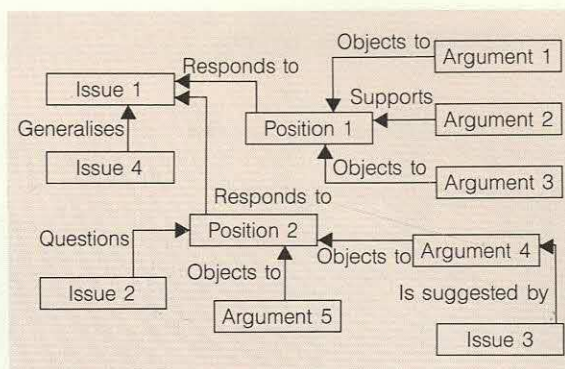 Objects to
Argument 1
Responds to
Issue 1
Supports
Generalises
Position 1
Argument 2
Issue 4
Objects to
Argument 3
Responds to
Questions
Position 2
Objects to
Objects to
Argument 4
Issue 2
Argument 5
Is suggested by
Issue 3